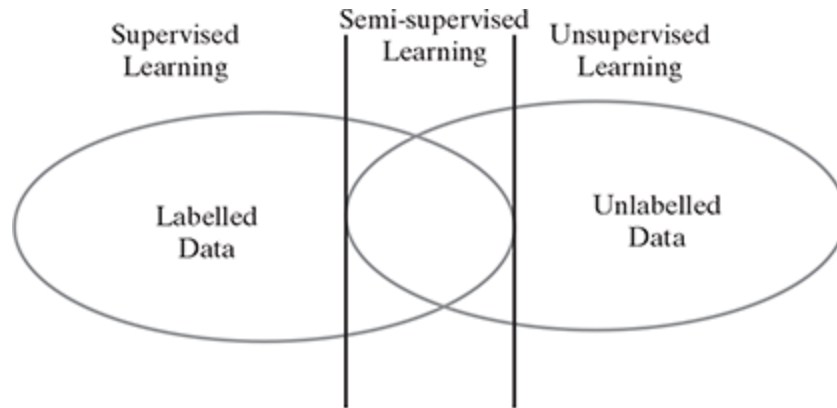 Supervised
Learning
Semi-supervised
Learning
Unsupervised
Learning
Labelled
Data
Unlabelled
Data